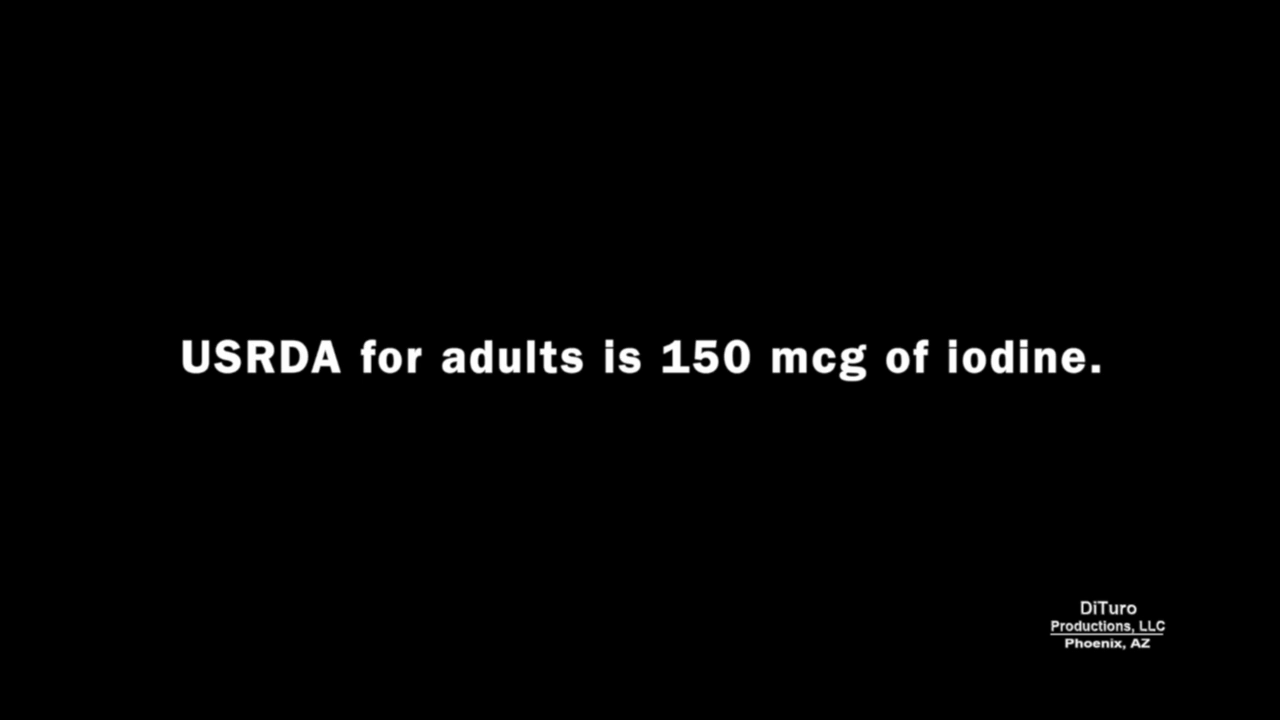 USRDA for adults is 150 mcg of iodine.
DiTuro
Productions, LLC
Phoenix, AZ